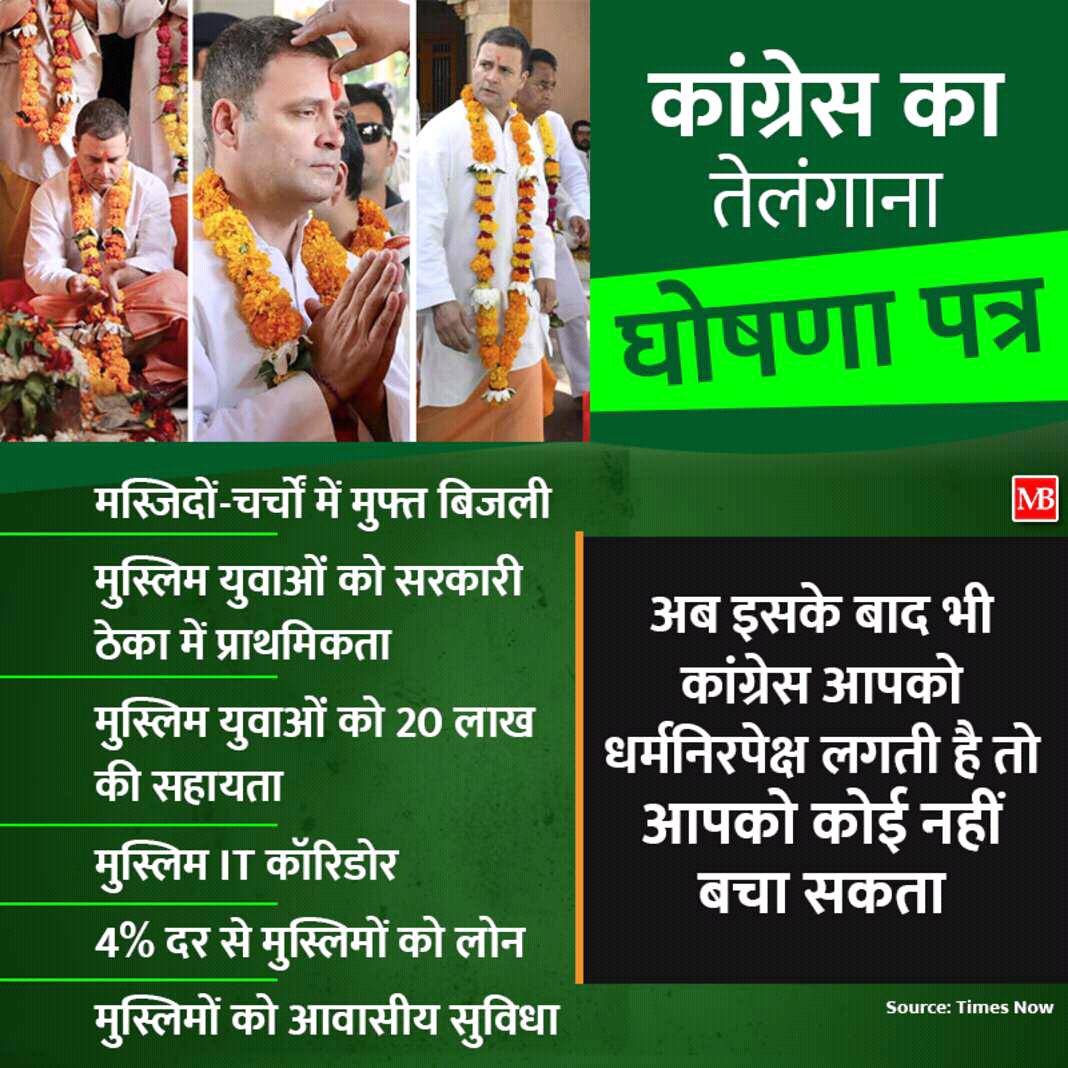 कांग्रेस का
तेलंगाना
घोषणा पत्र
मस्जिदों-चर्चों में मुफ्त बिजली
मुस्लिम युवाओं को सरकारी
ठेका में प्राथमिकता
मुस्लिम युवाओं को 20 लाख
की सहायता
मुस्लिम IT कॉरिडोर
4% दर से मुस्लिमों को लोन
मुस्लिमों को आवासीय सुविधा
MB
अब इसके बाद भी
कांग्रेस आपको
धर्मनिरपेक्ष लगती है तो
आपको कोई नहीं
बचा सकता
Source: Times Now